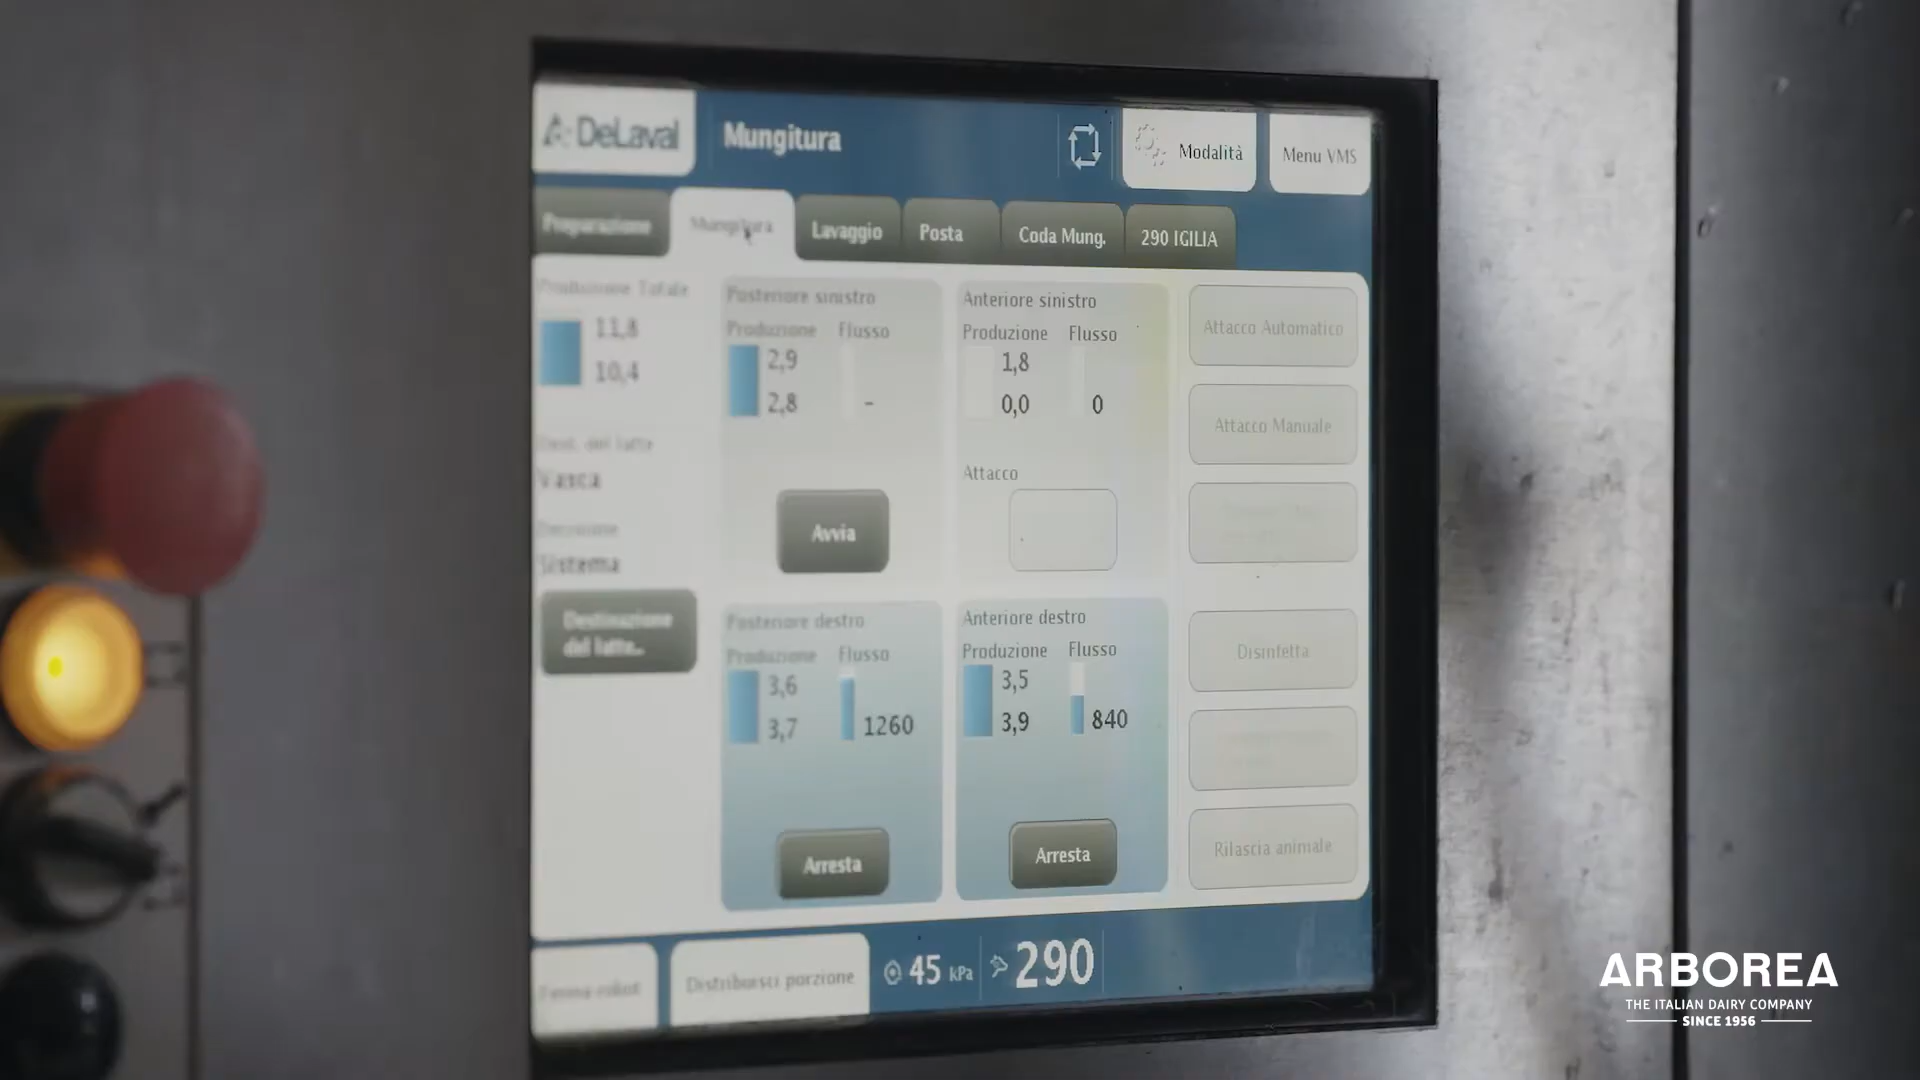 DeLaval
Mungitura
Modalità
Menu VMS
Preparazione
Mungitura
Lavaggio
Posta
Coda Mung.
290 IGILIA
Produzione Totale
11,8
10,4
Dest. del latte
Vasca
Decisione
Sistema
Destinazione
del latte..
Posteriore sinistro
Produzione Flusso
2,9
2,8 -
Avvia
Anteriore sinistro
Produzione Flusso
1,8
0,0 0
Attacco
Posteriore destro
Produzione Flusso
3,6
3,7 1260
Arresta
Anteriore destro
Produzione Flusso
3,5
3,9 840
Arresta
Attacco Automatico
Attacco Manuale
Disinfetta
Rilascia animale
Ferma robot
Distribuisci porzione
45 kPa
290
ARBOREA
THE ITALIAN DAIRY COMPANY
SINCE 1956